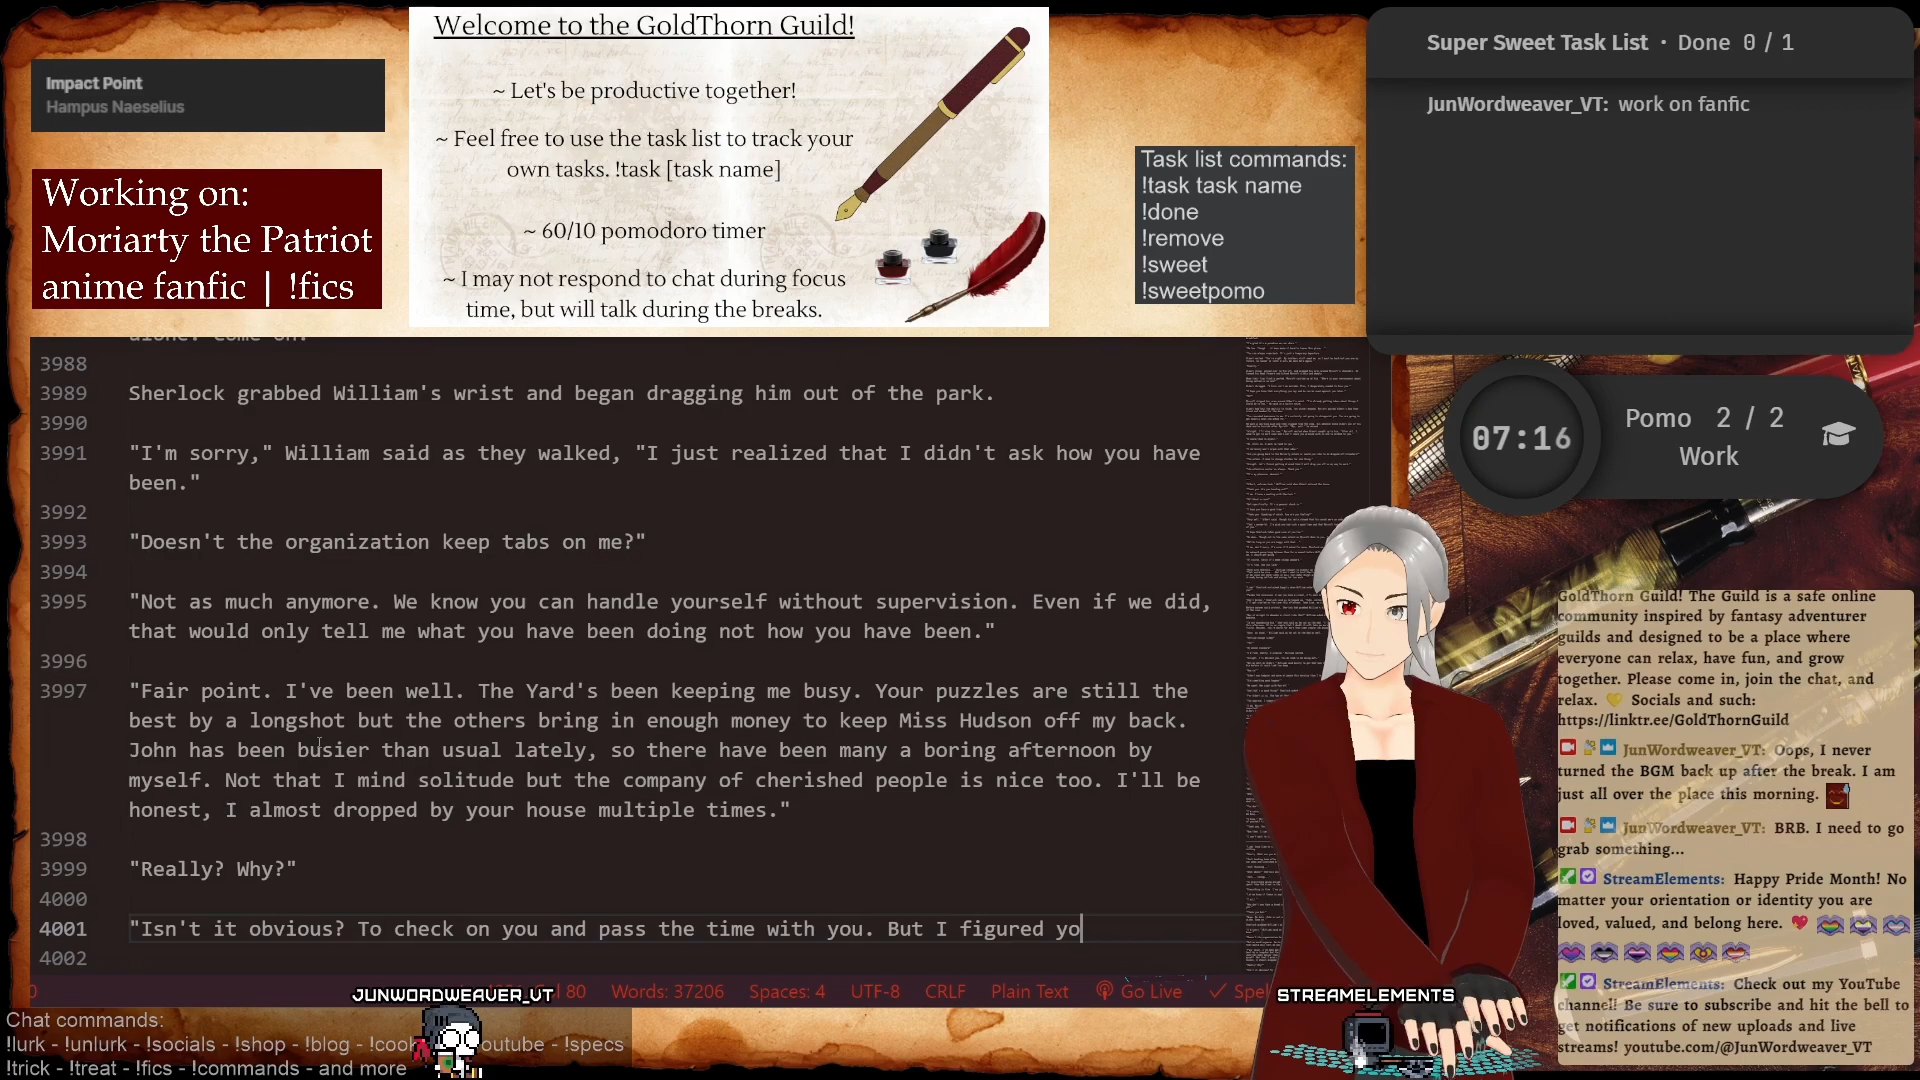 Impact Point
Hampus Naeselius
Working on:
Moriarty the Patriot
anime fanfic | !fics
Welcome to the GoldThorn Guild!
~ Let's be productive together!
~ Feel free to use the task list to track your
own tasks. !task [task name]
~ 60/10 pomodoro timer
~ I may not respond to chat during focus
time, but will talk during the breaks.
Task list commands:
!task task name
!done
!remove
!sweet
!sweetpomo
Super Sweet Task List · Done 0 / 1
JunWordweaver_VT: work on fanfic
07:16
Pomo 2 / 2
Work
3988
3989 Sherlock grabbed William's wrist and began dragging him out of the park.
3990
3991 "I'm sorry," William said as they walked, "I just realized that I didn't ask how you have
been."
3992
3993 "Doesn't the organization keep tabs on me?"
3994
3995 "Not as much anymore. We know you can handle yourself without supervision. Even if we did,
that would only tell me what you have been doing not how you have been."
3996
3997 "Fair point. I've been well. The Yard's been keeping me busy. Your puzzles are still the
best by a longshot but the others bring in enough money to keep Miss Hudson off my back.
John has been busier than usual lately, so there have been many a boring afternoon by
myself. Not that I mind solitude but the company of cherished people is nice too. I'll be
honest, I almost dropped by your house multiple times."
3998
3999 "Really? Why?"
4000
4001 "Isn't it obvious? To check on you and pass the time with you. But I figured yo
4002
80 Words: 37206 Spaces: 4 UTF-8 CRLF Plain Text Go Live Spel
JUNWORDWEAVER_VT
STREAMELEMENTS
Chat commands:
!lurk - !unlurk - !socials - !shop - !blog - !coo outube - !specs
!trick - !treat - !fics - !commands - and more
GoldThorn Guild! The Guild is a safe online
community inspired by fantasy adventurer
guilds and designed to be a place where
everyone can relax, have fun, and grow
together. Please come in, join the chat, and
relax. Socials and such:
https://linktr.ee/GoldThornGuild
JunWordweaver_VT: Oops, I never
turned the BGM back up after the break. I am
just all over the place this morning.
JunWordweaver_VT: BRB. I need to go
grab something...
StreamElements: Happy Pride Month! No
matter your orientation or identity you are
loved, valued, and belong here.
StreamElements: Check out my YouTube
channel! Be sure to subscribe and hit the bell to
get notifications of new uploads and live
streams! youtube.com/@JunWordweaver_VT